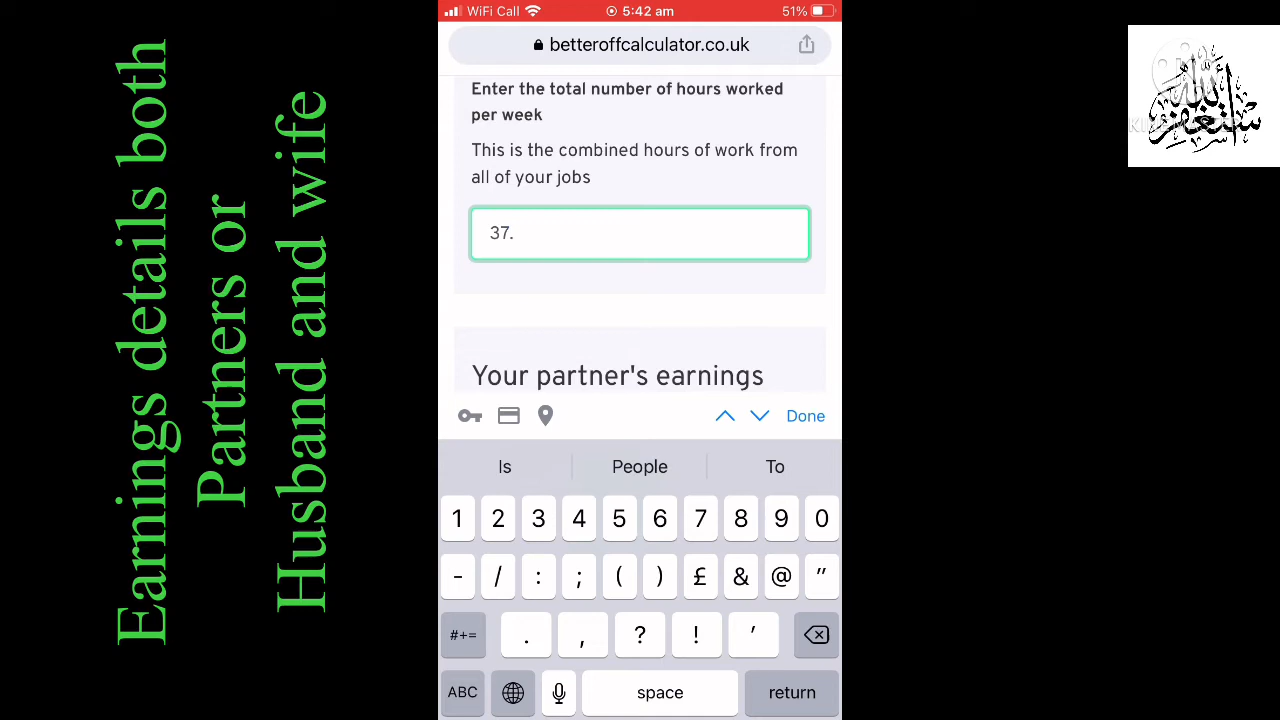 Earnings details both
Partners or
Husband and wife
WiFi Call
5:42 am
51%
betteroffcalculator.co.uk
Enter the total number of hours worked
per week
This is the combined hours of work from
all of your jobs
37.
Your partner's earnings
Done
Is
People
To
1 2 3 4 5 6 7 8 9 0
- / : ; ( ) £ & @ ”
#+= . , ? ! ’
ABC
space
return
أستغفر الله